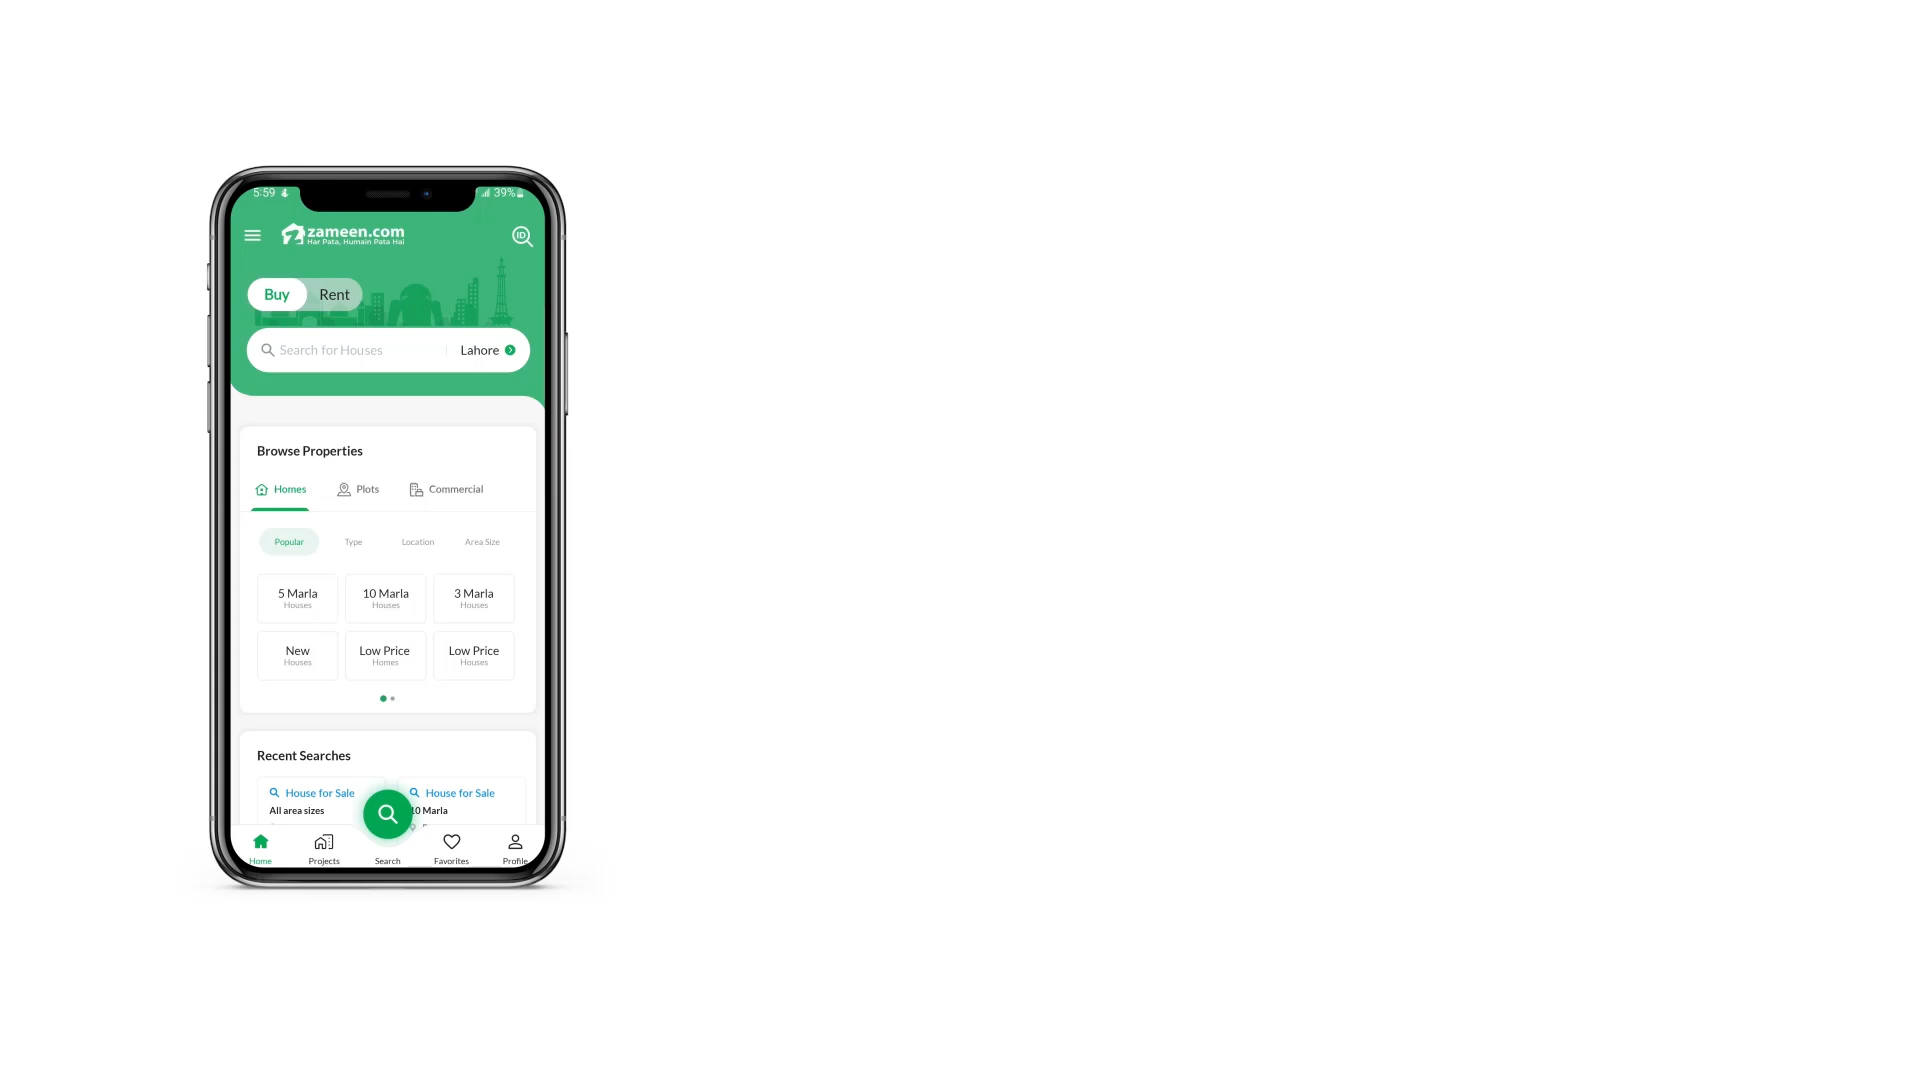 5:59
39%
zameen.com
Har Pata, Humain Pata Hai
ID
Buy
Rent
Search for Houses
Lahore
Browse Properties
Homes
Plots
Commercial
Popular
Type
Location
Area Size
5 Marla
Houses
10 Marla
Houses
3 Marla
Houses
New
Houses
Low Price
Homes
Low Price
Houses
Recent Searches
House for Sale
All area sizes
House for Sale
10 Marla
Home
Projects
Search
Favorites
Profile